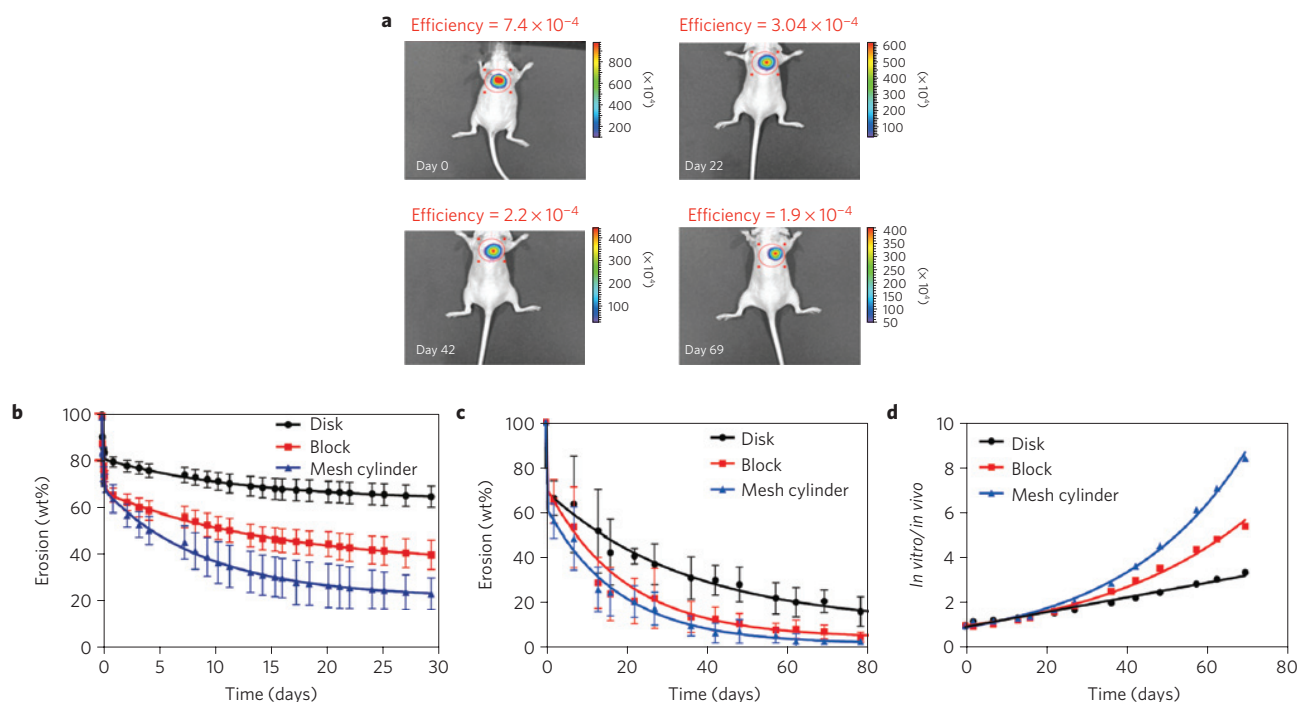 a
Efficiency = 7.4 × 10⁻⁴
800
600
400
200
(×10⁴)
Day 0
Efficiency = 3.04 × 10⁻⁴
600
500
400
300
200
100
(×10⁴)
Day 22
Efficiency = 2.2 × 10⁻⁴
400
300
200
100
(×10⁴)
Day 42
Efficiency = 1.9 × 10⁻⁴
400
350
300
250
200
150
100
50
(×10⁴)
Day 69
b
Erosion (wt%)
100
80
60
40
20
0
Disk
Block
Mesh cylinder
0 5 10 15 20 25 30
Time (days)
c
Erosion (wt%)
100
80
60
40
20
0
Disk
Block
Mesh cylinder
0 20 40 60 80
Time (days)
d
In vitro/in vivo
10
8
6
4
2
0
Disk
Block
Mesh cylinder
0 20 40 60 80
Time (days)